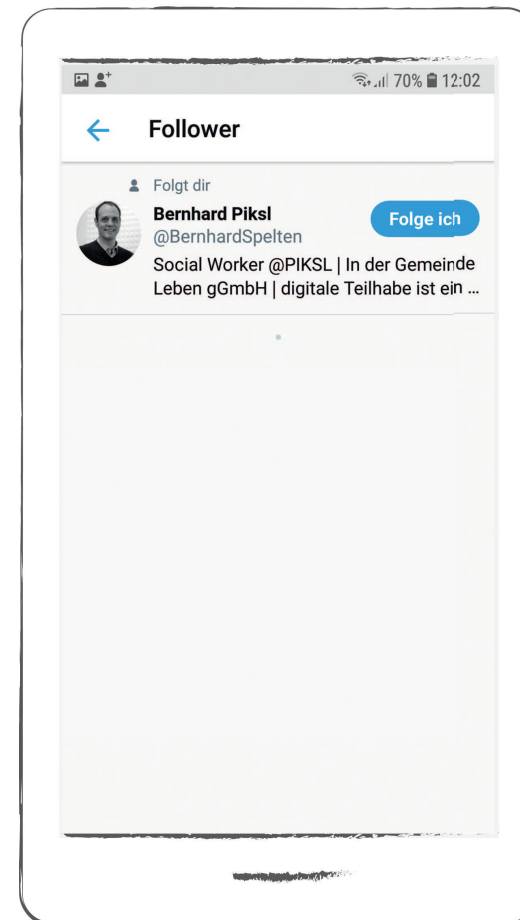 70% 12:02
Follower
Folgt dir
Bernhard Piksl
Folge ich
@BernhardSpelten
Social Worker @PIKSL | In der Gemeinde
Leben gGmbH | digitale Teilhabe ist ein ...